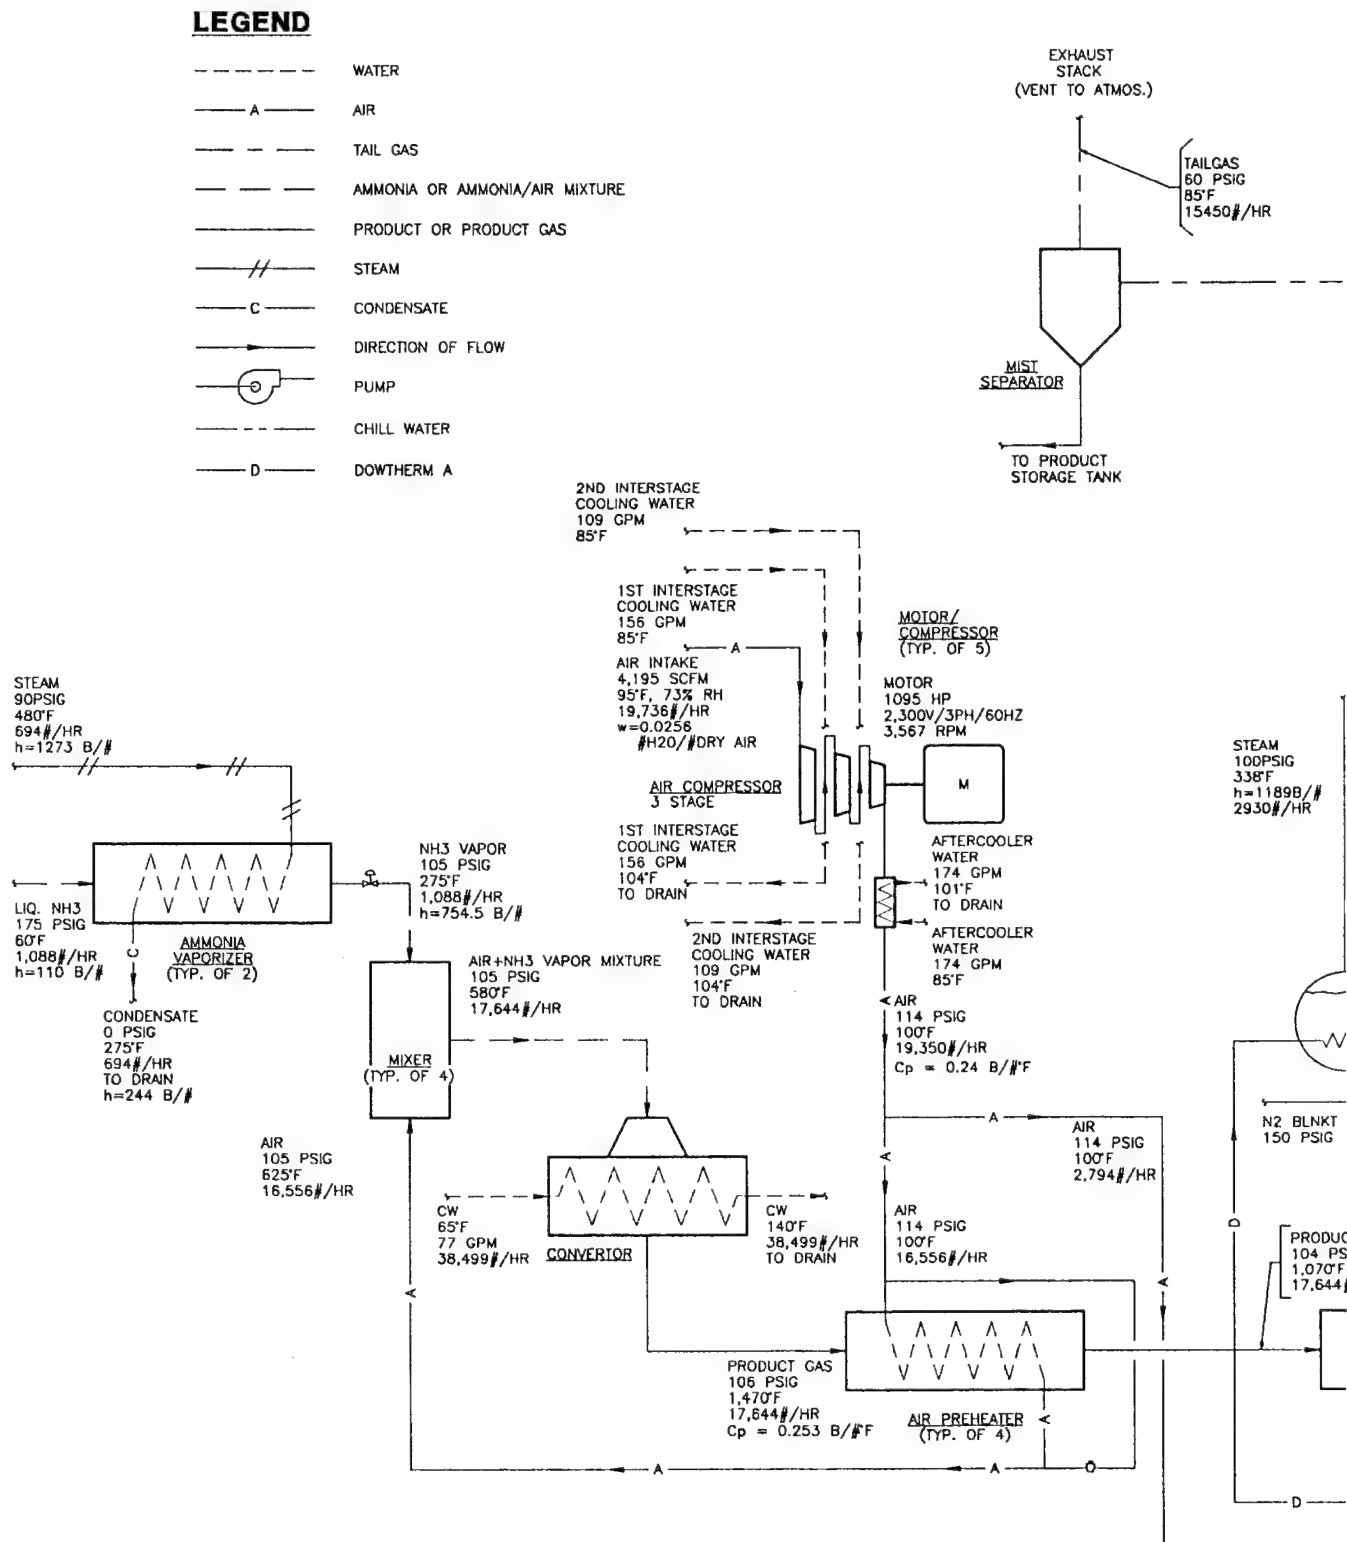 LEGEND
WATER
A
AIR
TAIL GAS
AMMONIA OR AMMONIA/AIR MIXTURE
PRODUCT OR PRODUCT GAS
STEAM
C
CONDENSATE
DIRECTION OF FLOW
PUMP
CHILL WATER
D
DOWTHERM A
EXHAUST
STACK
(VENT TO ATMOS.)
TAILGAS
60 PSIG
85°F
15450#/HR
MIST
SEPARATOR
TO PRODUCT
STORAGE TANK
2ND INTERSTAGE
COOLING WATER
109 GPM
85°F
1ST INTERSTAGE
COOLING WATER
156 GPM
85°F
A
AIR INTAKE
4,195 SCFM
95°F, 73% RH
19,736#/HR
w=0.0256
#H20/#DRY AIR
MOTOR/
COMPRESSOR
(TYP. OF 5)
MOTOR
1095 HP
2,300V/3PH/60HZ
3,567 RPM
M
AIR COMPRESSOR
3 STAGE
1ST INTERSTAGE
COOLING WATER
156 GPM
104°F
TO DRAIN
2ND INTERSTAGE
COOLING WATER
109 GPM
104°F
TO DRAIN
AFTERCOOLER
WATER
174 GPM
101°F
TO DRAIN
AFTERCOOLER
WATER
174 GPM
85°F
STEAM
90PSIG
480°F
694#/HR
h=1273 B/#
LIQ. NH3
175 PSIG
60°F
1,088#/HR
h=110 B/#
AMMONIA
VAPORIZER
(TYP. OF 2)
C
CONDENSATE
0 PSIG
275°F
694#/HR
TO DRAIN
h=244 B/#
NH3 VAPOR
105 PSIG
275°F
1,088#/HR
h=754.5 B/#
AIR+NH3 VAPOR MIXTURE
105 PSIG
580°F
17,644#/HR
MIXER
(TYP. OF 4)
AIR
105 PSIG
625°F
16,556#/HR
A
A
AIR
114 PSIG
100°F
19,350#/HR
Cp = 0.24 B/#°F
A
A
AIR
114 PSIG
100°F
2,794#/HR
A
AIR
114 PSIG
100°F
16,556#/HR
CW
65°F
77 GPM
38,499#/HR
CONVERTOR
CW
140°F
38,499#/HR
TO DRAIN
PRODUCT GAS
106 PSIG
1,470°F
17,644#/HR
Cp = 0.253 B/#°F
AIR PREHEATER
(TYP. OF 4)
A
A
A
O
STEAM
100PSIG
338°F
h=1189B/#
2930#/HR
N2 BLNKT
150 PSIG
D
PRODUC
104 PS
1,070°F
17,644#
D